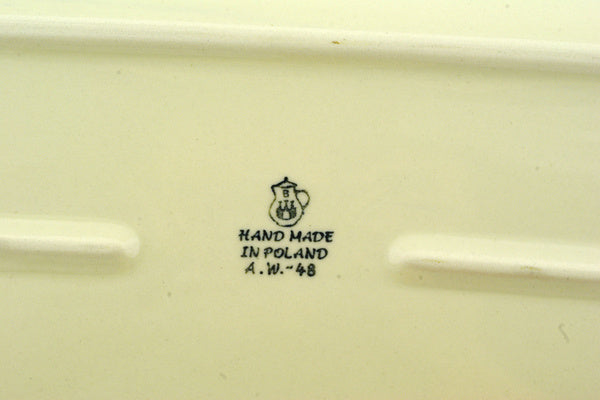 B
HAND MADE
IN POLAND
A.W.-48